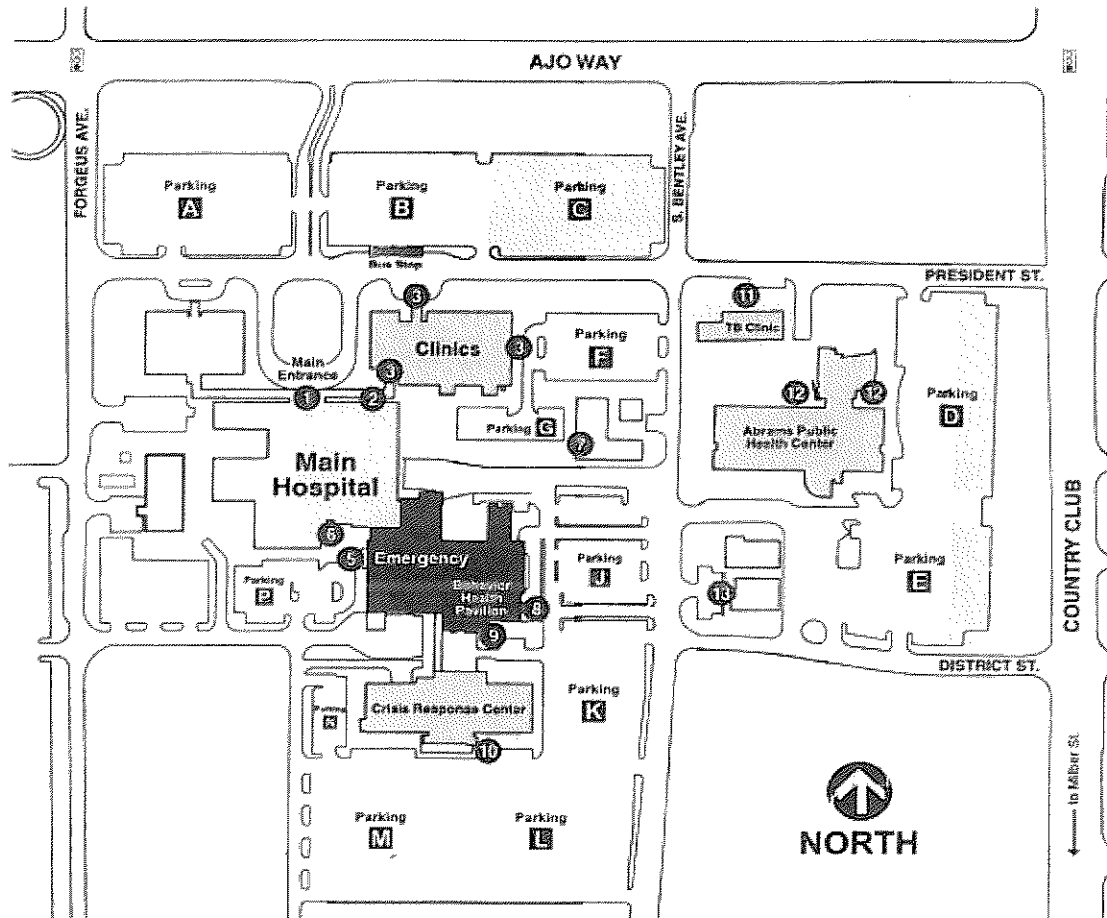 AJO WAY
FORGEUS AVE.
S. BENTLEY AVE.
Parking
A
Parking
B
Parking
C
Bus Stop
PRESIDENT ST.
3
11
TB Clinic
Clinics
3
Parking
F
Main
Entrance
3
1
2
12
12
Parking
D
Parking G
7
Abrams Public
Health Center
Main
Hospital
COUNTRY CLUB
6
5
Emergency
Parking
J
Parking
E
Parking
P
Behavioral
Health
Pavilion
8
13
9
DISTRICT ST.
Parking
K
Crisis Response Center
Parking
10
to Milber St.
Parking
M
Parking
L
NORTH